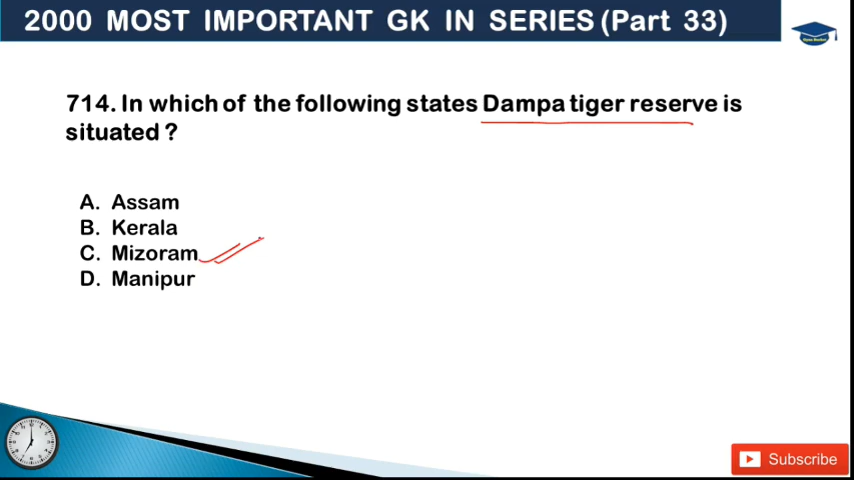 2000 MOST IMPORTANT GK IN SERIES (Part 33)
714. In which of the following states Dampa tiger reserve is
situated ?
A. Assam
B. Kerala
C. Mizoram
D. Manipur
Subscribe